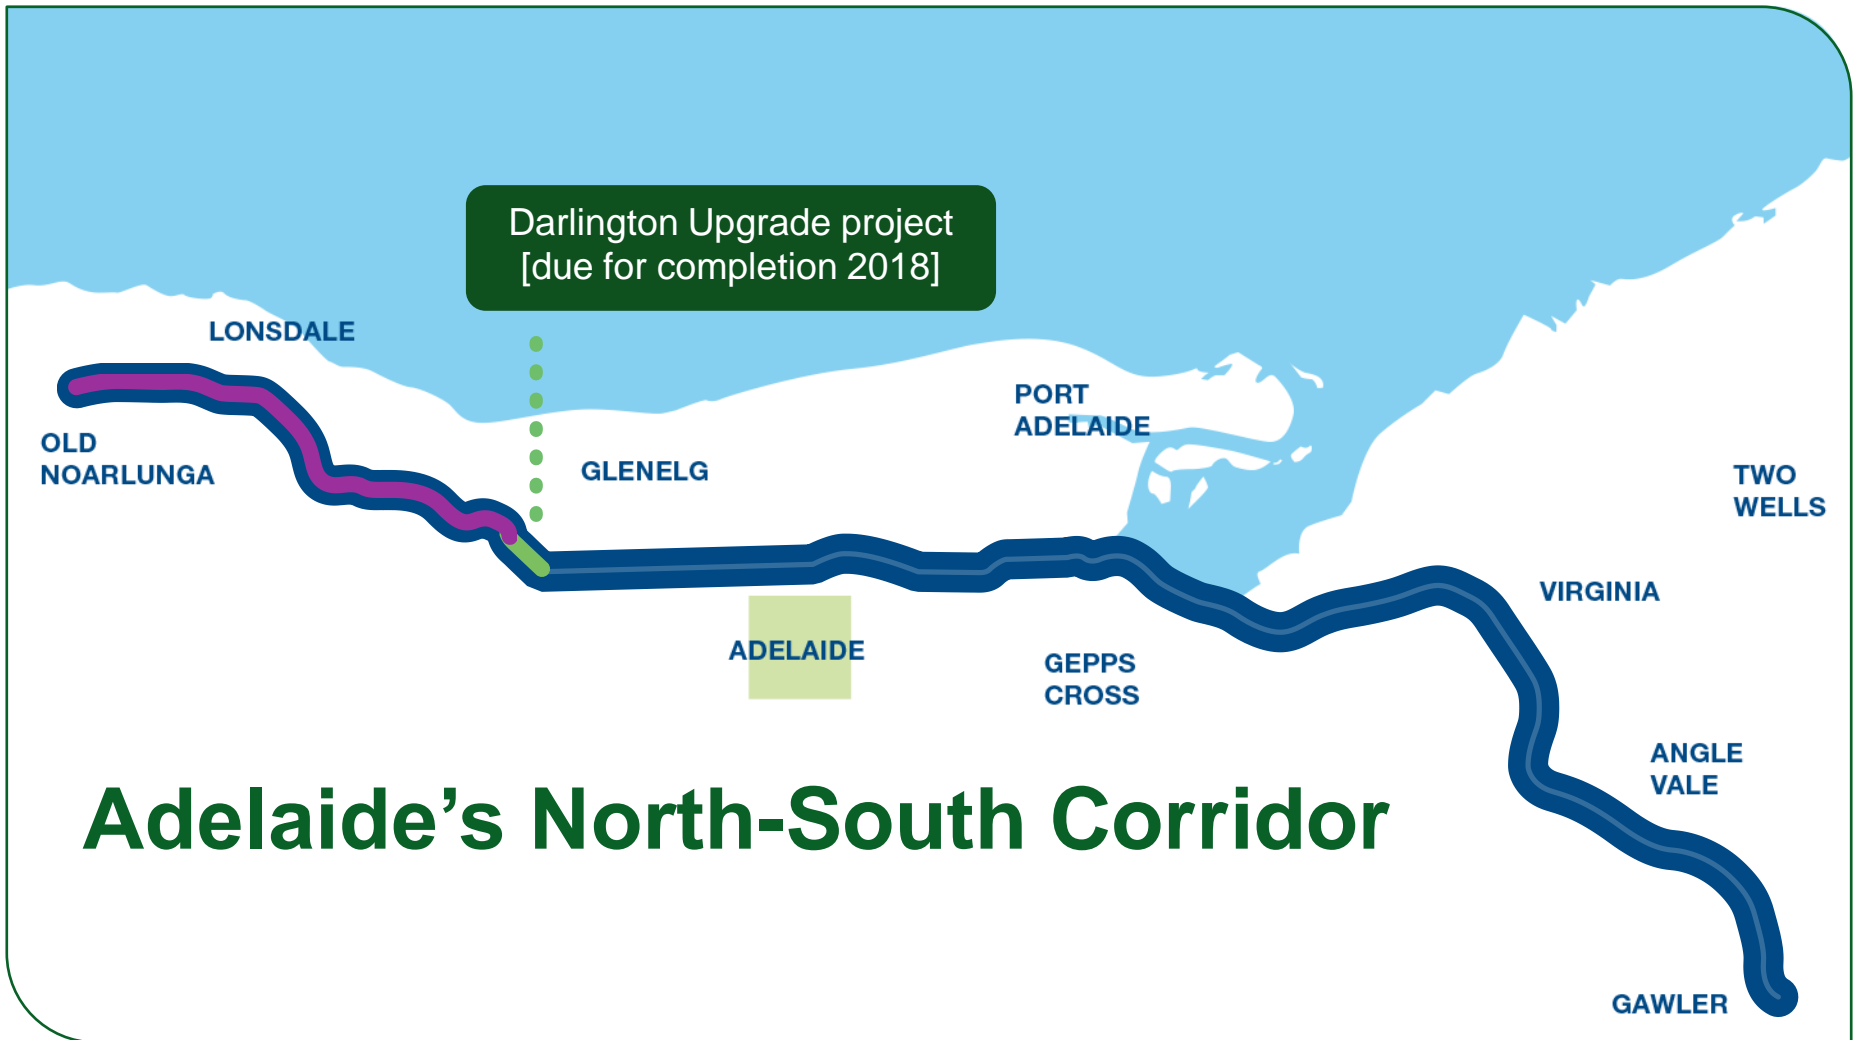 Darlington Upgrade project
[due for completion 2018]
LONSDALE
PORT
ADELAIDE
OLD
NOARLUNGA
GLENELG
TWO
WELLS
VIRGINIA
ADELAIDE
GEPPS
CROSS
ANGLE
VALE
Adelaide’s North-South Corridor
GAWLER